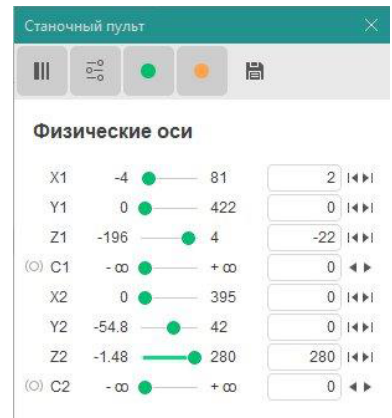 Станочный пульт
Физические оси
X1 -4 81 2
Y1 0 422 0
Z1 -196 4 -22
(O) C1 - ∞ + ∞ 0
X2 0 395 0
Y2 -54.8 42 0
Z2 -1.48 280 280
(O) C2 - ∞ + ∞ 0